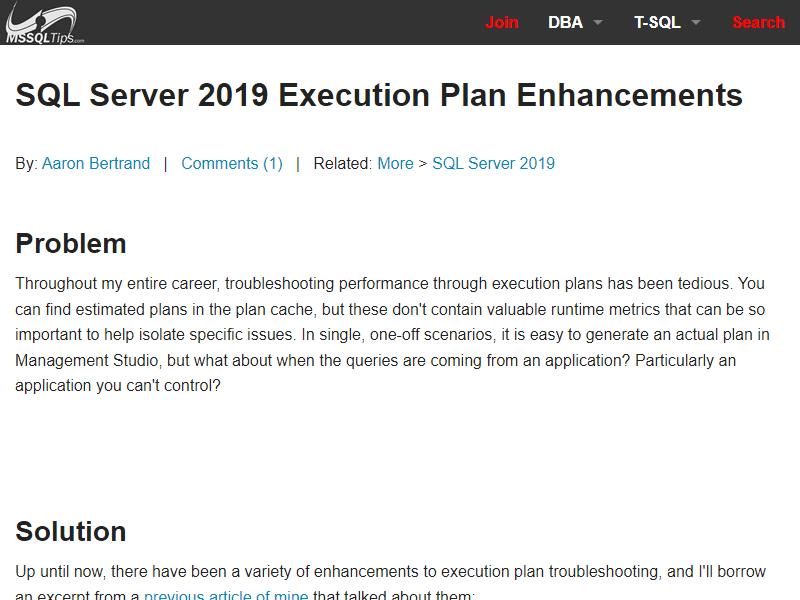 MSSQLTips.com
Join DBA T-SQL Search
SQL Server 2019 Execution Plan Enhancements
By: Aaron Bertrand | Comments (1) | Related: More > SQL Server 2019
Problem
Throughout my entire career, troubleshooting performance through execution plans has been tedious. You
can find estimated plans in the plan cache, but these don't contain valuable runtime metrics that can be so
important to help isolate specific issues. In single, one-off scenarios, it is easy to generate an actual plan in
Management Studio, but what about when the queries are coming from an application? Particularly an
application you can't control?
Solution
Up until now, there have been a variety of enhancements to execution plan troubleshooting, and I'll borrow
an excerpt from a previous article of mine that talked about them: